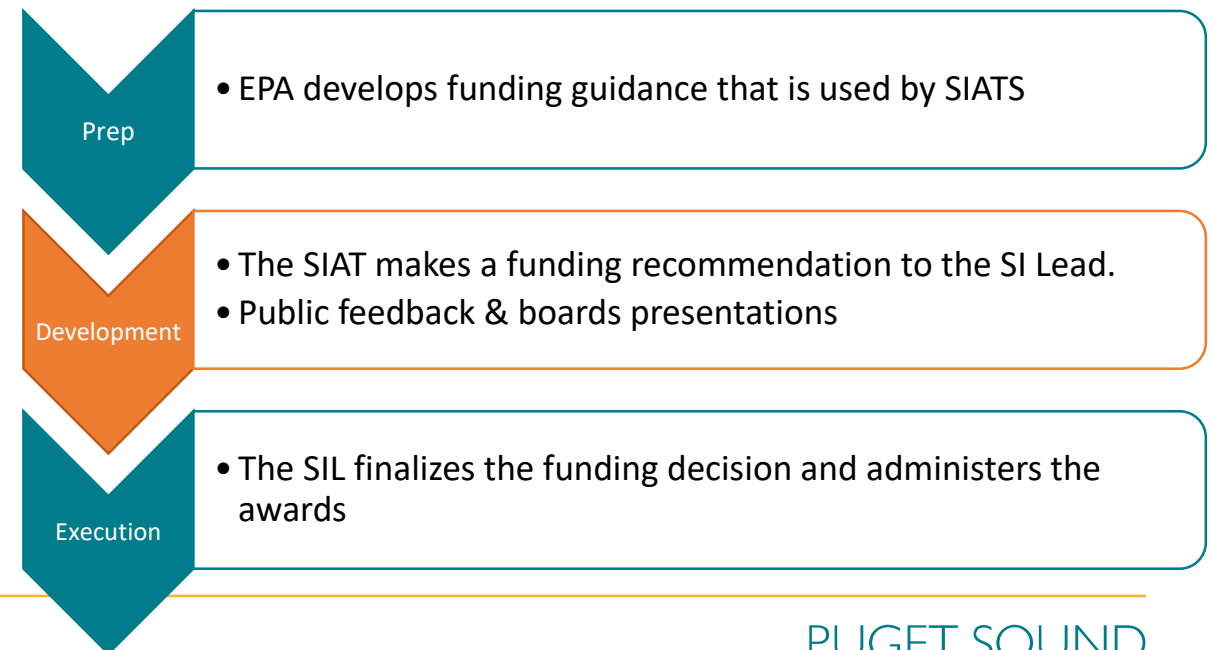 Prep
• EPA develops funding guidance that is used by SIATS
Development
• The SIAT makes a funding recommendation to the SI Lead.
• Public feedback & boards presentations
Execution
• The SIL finalizes the funding decision and administers the
awards
PUGET SOUND